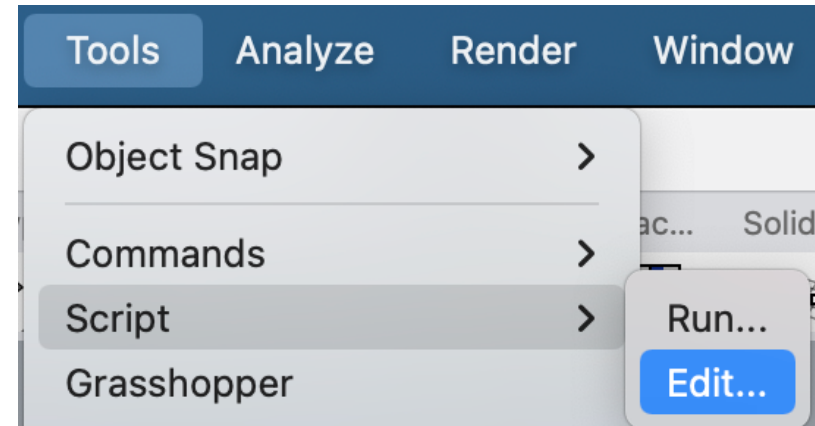 Tools Analyze Render Window
Object Snap
ac... Solid
Commands
Script
Run...
Grasshopper
Edit...